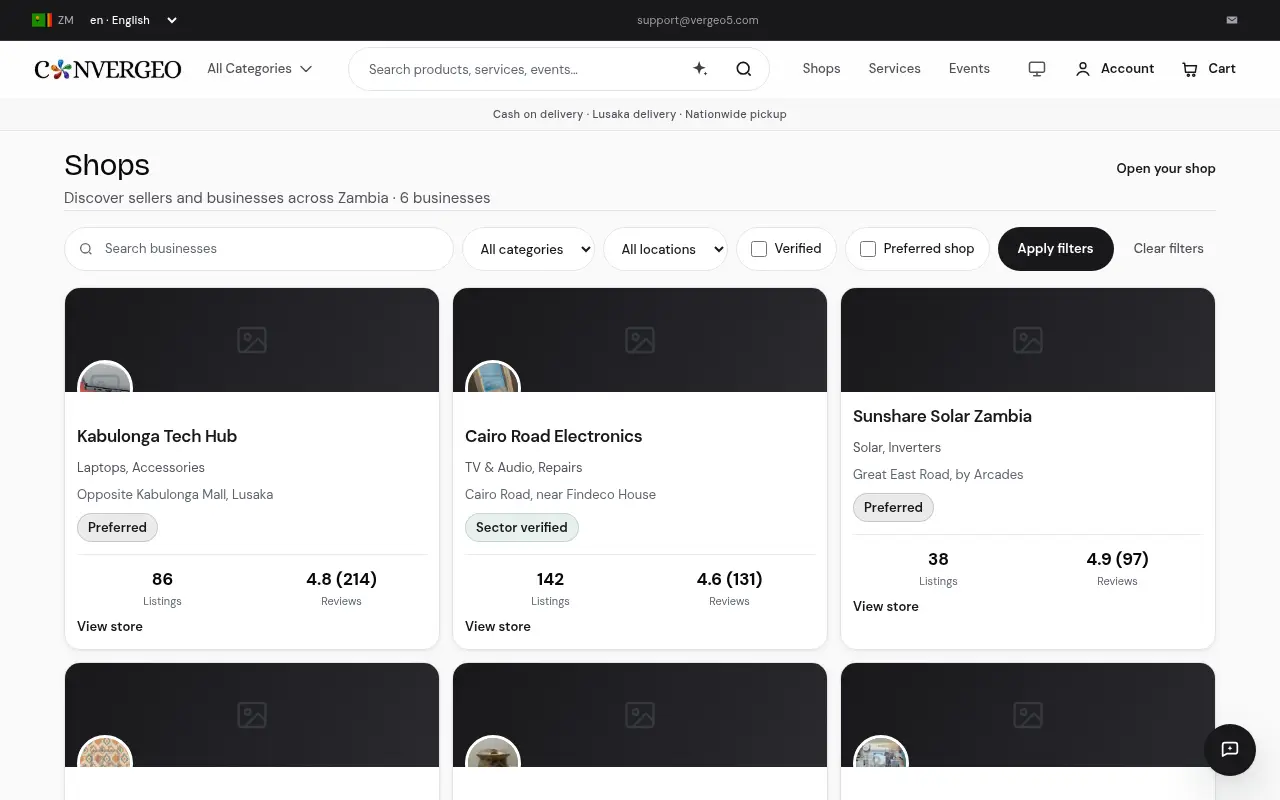 ZM en · English support@vergeo5.com
CONVERGEO All Categories Search products, services, events… Shops Services Events Account Cart
Cash on delivery · Lusaka delivery · Nationwide pickup
Shops
Open your shop
Discover sellers and businesses across Zambia · 6 businesses
Search businesses All categories All locations Verified Preferred shop Apply filters Clear filters
Kabulonga Tech Hub
Laptops, Accessories
Opposite Kabulonga Mall, Lusaka
Preferred
86 4.8 (214)
Listings Reviews
View store
Cairo Road Electronics
TV & Audio, Repairs
Cairo Road, near Findeco House
Sector verified
142 4.6 (131)
Listings Reviews
View store
Sunshare Solar Zambia
Solar, Inverters
Great East Road, by Arcades
Preferred
38 4.9 (97)
Listings Reviews
View store